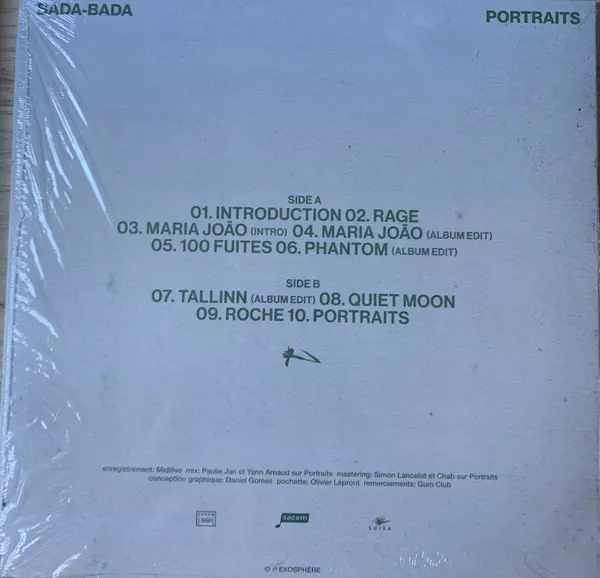 SADA-BADA
PORTRAITS
SIDE A
01. INTRODUCTION 02. RAGE
03. MARIA JOÃO (INTRO) 04. MARIA JOÃO (ALBUM EDIT)
05. 100 FUITES 06. PHANTOM (ALBUM EDIT)
SIDE B
07. TALLINN (ALBUM EDIT) 08. QUIET MOON
09. ROCHE 10. PORTRAITS
enregistrement: Midilive mix: Paulie Jan et Yann Arnaud sur Portraits mastering: Simon Lancelot et Chab sur Portraits
conception graphique: Daniel Gomes pochette: Olivier Lépront remerciements: Gum Club
sacem
SUISA
© ℗ EXOSPHÈRE